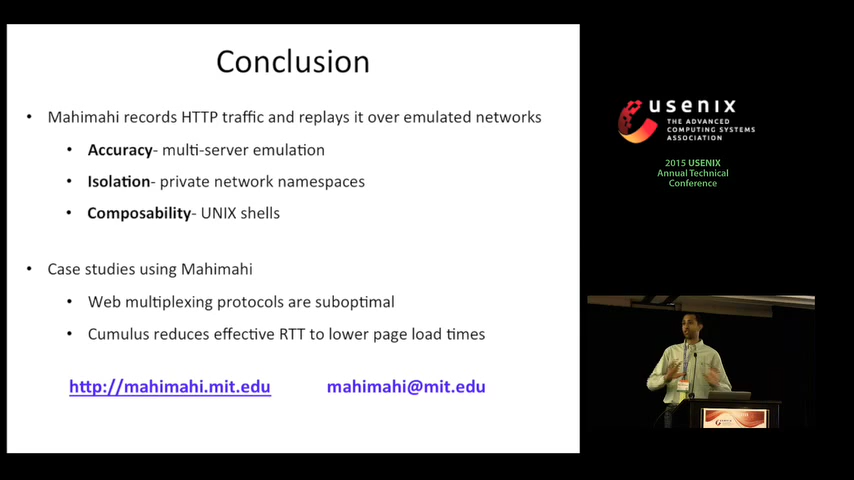 Conclusion
• Mahimahi records HTTP traffic and replays it over emulated networks
• Accuracy- multi-server emulation
• Isolation- private network namespaces
• Composability- UNIX shells
• Case studies using Mahimahi
• Web multiplexing protocols are suboptimal
• Cumulus reduces effective RTT to lower page load times
http://mahimahi.mit.edu mahimahi@mit.edu
usenix
THE ADVANCED
COMPUTING SYSTEMS
ASSOCIATION
2015 USENIX
Annual Technical
Conference
usenix